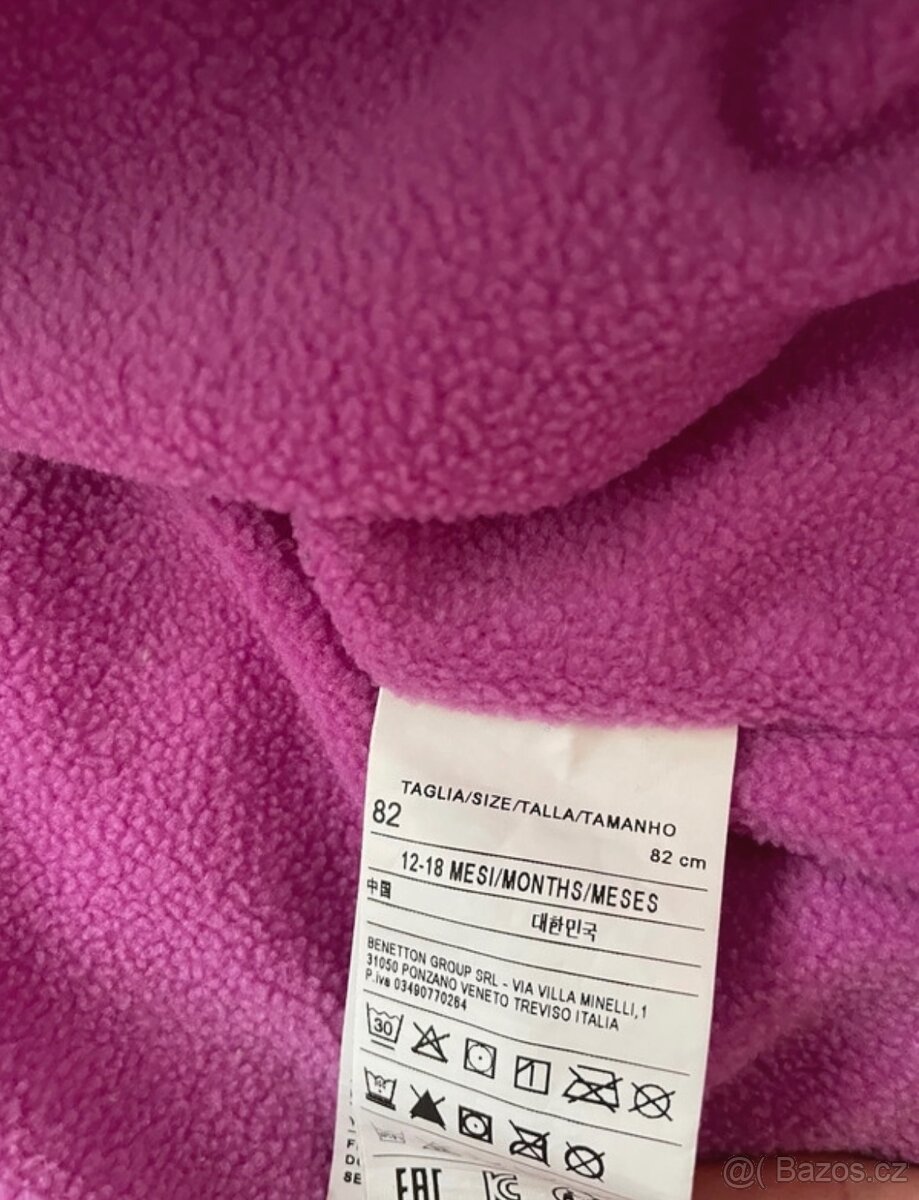 TAGLIA/SIZE/TALLA/TAMANHO
82
82 cm
12-18 MESI/MONTHS/MESES
中国
대한민국
BENETTON GROUP SRL - VIA VILLA MINELLI,1
31050 PONZANO VENETO TREVISO ITALIA
P.iva 03490770264
30
EAC
@( Bazos.cz